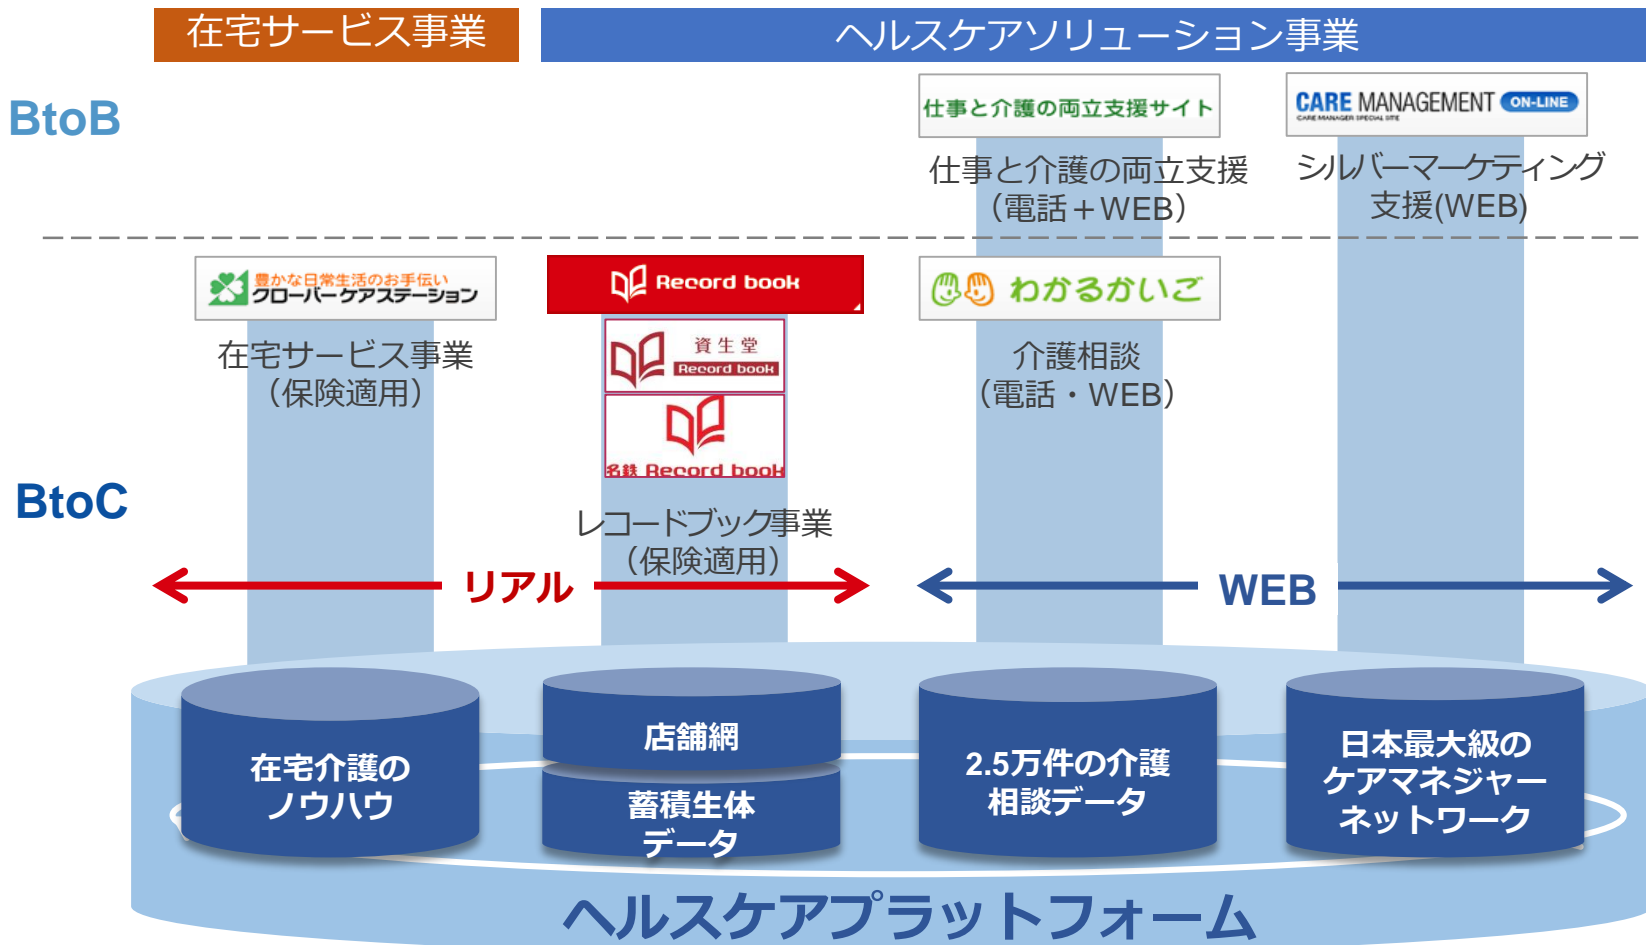 在宅サービス事業
ヘルスケアソリューション事業
BtoB
仕事と介護の両立支援サイト
CARE MANAGEMENT ON-LINE
CARE MANAGER SPECIAL SITE
仕事と介護の両立支援
（電話＋WEB）
シルバーマーケティング
支援(WEB)
豊かな日常生活のお手伝い
クローバーケアステーション
Record book
わかるかいご
在宅サービス事業
（保険適用）
資生堂
Record book
名鉄 Record book
介護相談
（電話・WEB）
BtoC
レコードブック事業
（保険適用）
リアル
WEB
在宅介護の
ノウハウ
店舗網
蓄積生体
データ
2.5万件の介護
相談データ
日本最大級の
ケアマネジャー
ネットワーク
ヘルスケアプラットフォーム